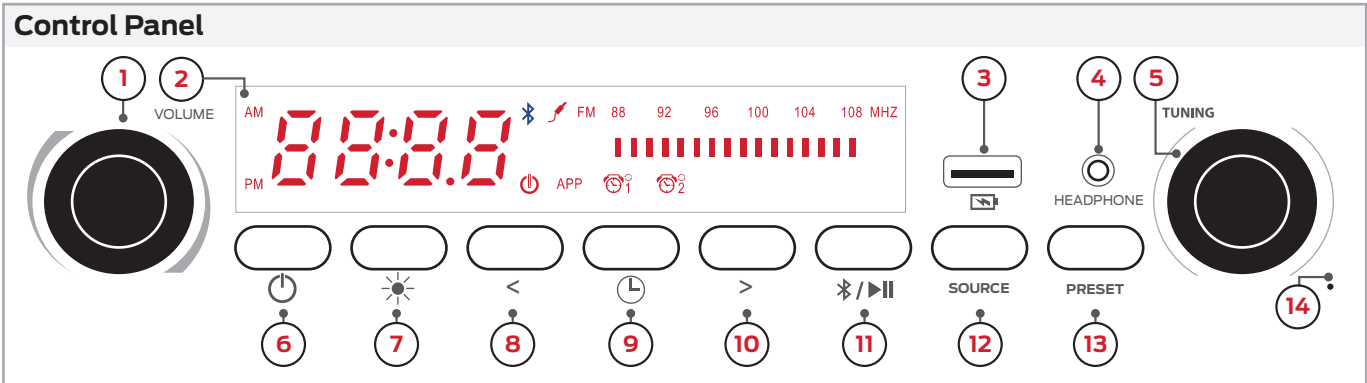 Control Panel
1 2 3 4 5
VOLUME TUNING
AM 88:8.8 FM 88 92 96 100 104 108 MHZ
PM APP 1 2
HEADPHONE
< > / SOURCE PRESET
6 7 8 9 10 11 12 13 14